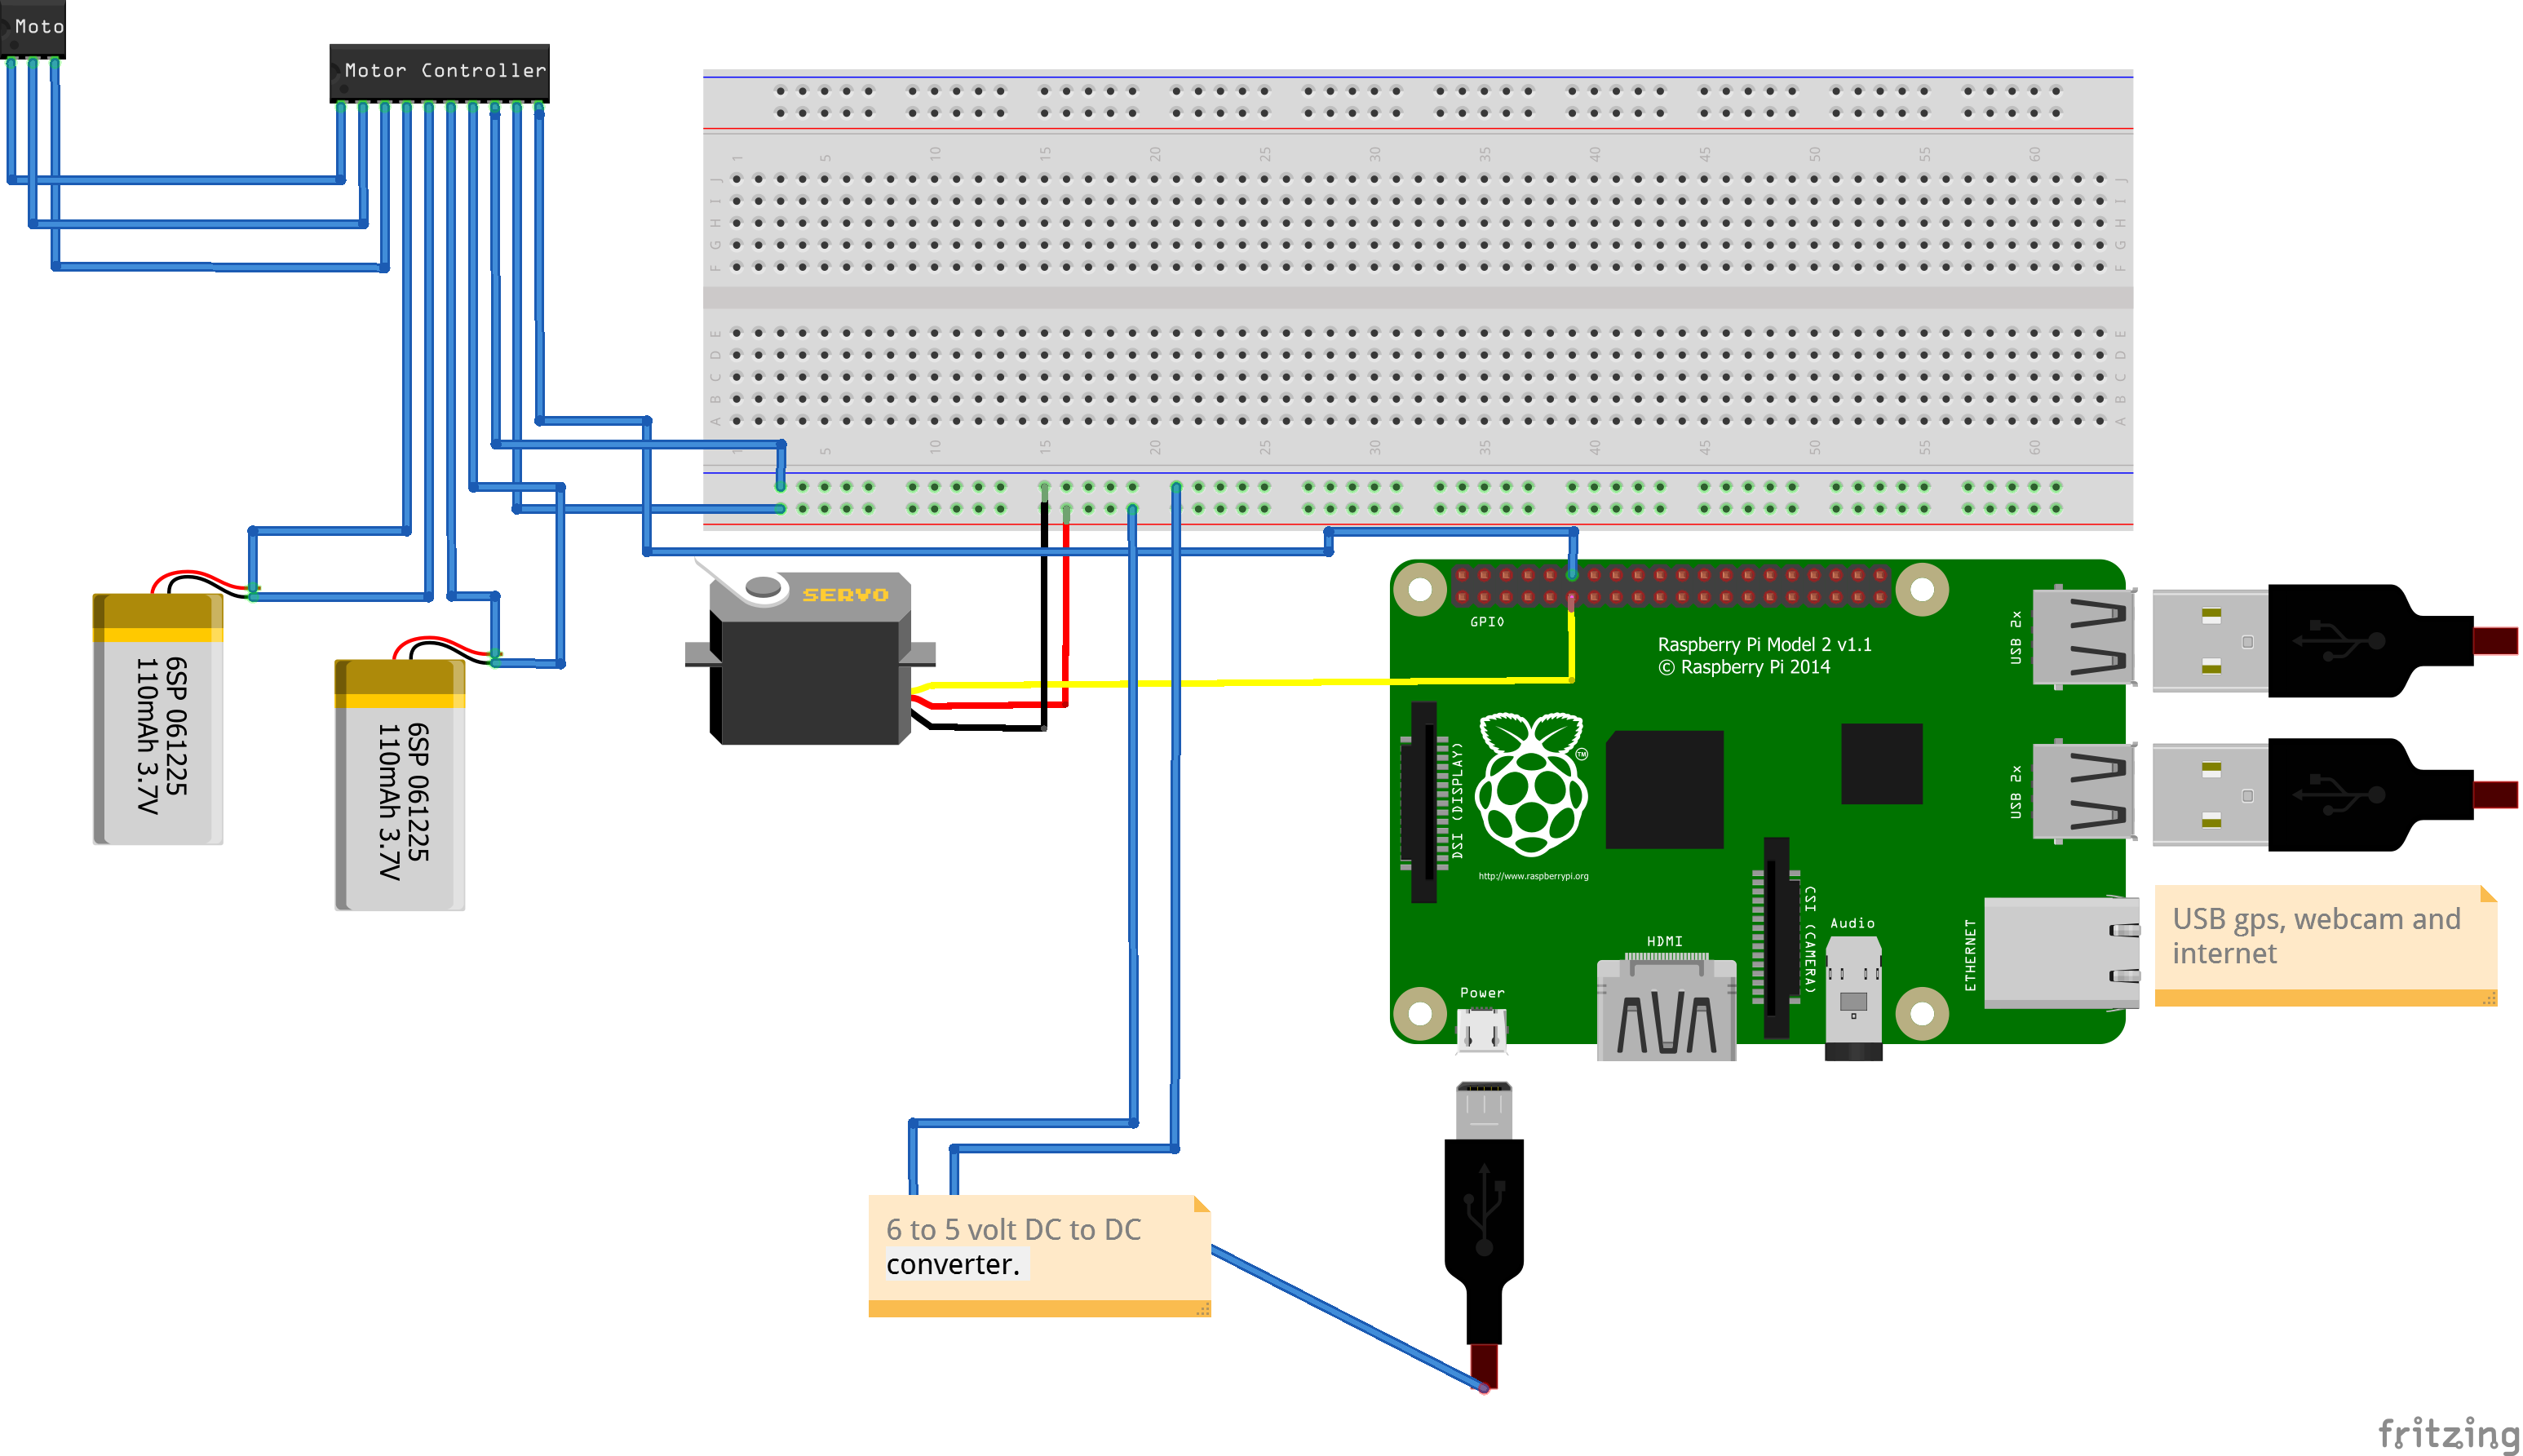 Moto
Motor Controller
1 5 10 15 20 25 30 35 40 45 50 55 60
J J
I I
H H
G G
F F
E E
D D
C C
B B
A A
1 5 10 15 20 25 30 35 40 45 50 55 60
SERVO
6SP 061225
110mAh 3.7V
6SP 061225
110mAh 3.7V
GPIO
Raspberry Pi Model 2 v1.1
© Raspberry Pi 2014
USB 2x
USB 2x
DSI (DISPLAY)
TM
http://www.raspberrypi.org
CSI (CAMERA)
Audio
HDMI
ETHERNET
Power
USB gps, webcam and
internet
6 to 5 volt DC to DC
converter.
fritzing